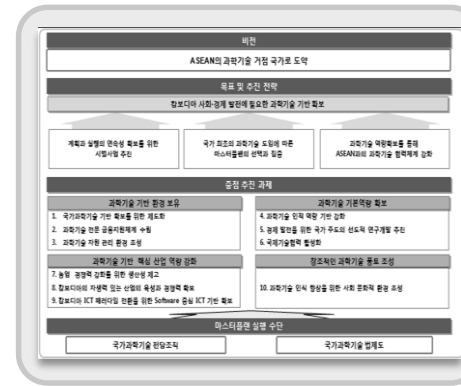 비전
ASEAN의 과학기술 거점 국가로 도약
목표 및 추진 전략
캄보디아 사회·경제 발전에 필요한 과학기술 기반 확보
계획과 실행의 연속성 확보를 위한
시범사업 추진
국가 최초의 과학기술 도입에 따른
마스터플랜의 선택과 집중
과학기술 역량확보를 통해
ASEAN과의 과학기술 협력체계 강화
중점 추진 과제
과학기술 기반 환경 보유
1. 국가과학기술 기반 확보를 위한 제도화
2. 과학기술 전문 금융지원체계 수립
3. 과학기술 자원 관리 환경 조성
과학기술 기본역량 확보
4. 과학기술 인적 역량 기반 강화
5. 경제 발전을 위한 국가 주도의 선도적 연구개발 추진
6. 국제기술협력 활성화
과학기술 기반 핵심 산업 역량 강화
7. 농업 경쟁력 강화를 위한 생산성 제고
8. 캄보디아의 자생력 있는 산업의 육성과 경쟁력 확보
9. 캄보디아 ICT 패러다임 전환을 위한 Software 중심 ICT 기반 확보
창조적인 과학기술 풍토 조성
10. 과학기술 인식 향상을 위한 사회 문화적 환경 조성
마스터플랜 실행 수단
국가과학기술 전담조직
국가과학기술 법제도